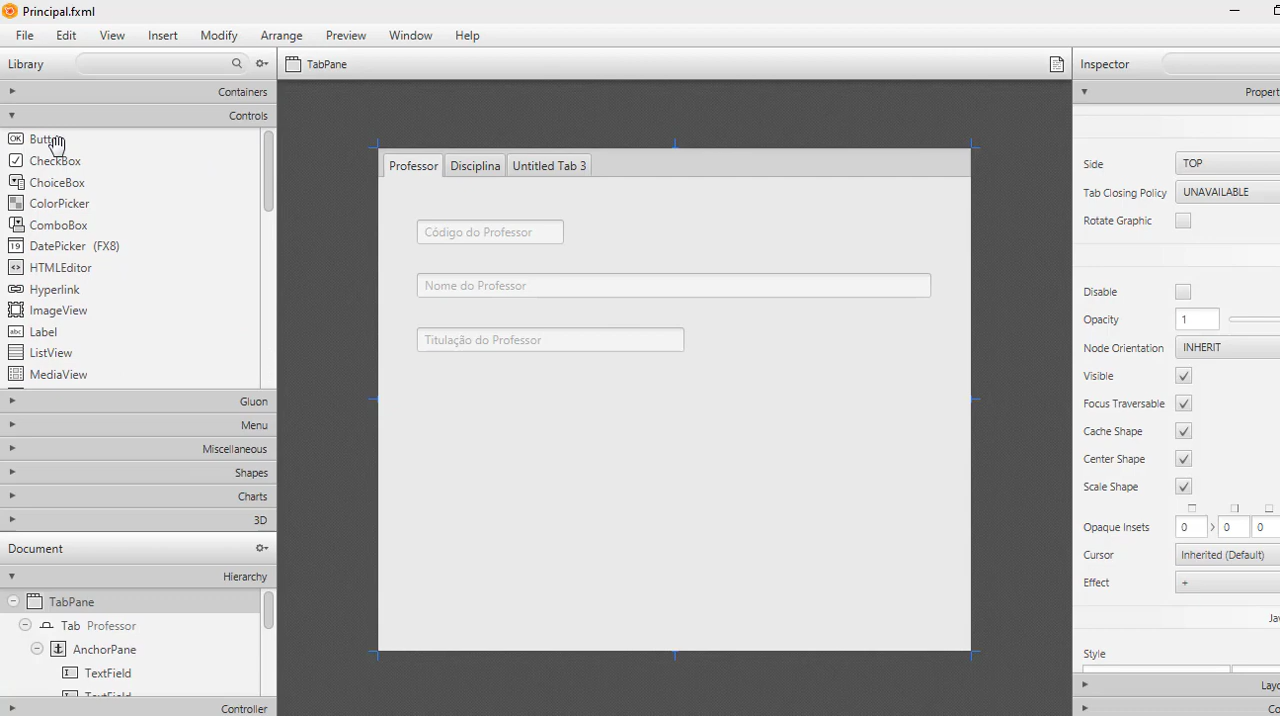 Principal.fxml
File Edit View Insert Modify Arrange Preview Window Help
Library
Containers
Controls
OK
CheckBox
ChoiceBox
ColorPicker
ComboBox
19 DatePicker (FX8)
HTMLEditor
Hyperlink
ImageView
abc Label
ListView
MediaView
Gluon
Menu
Miscellaneous
Shapes
Charts
3D
Document
Hierarchy
TabPane
Tab Professor
AnchorPane
TextField
Controller
TabPane
Professor Disciplina Untitled Tab 3
Código do Professor
Nome do Professor
Titulação do Professor
Inspector
Side TOP
Tab Closing Policy UNAVAILABLE
Rotate Graphic
Disable
Opacity 1
Node Orientation INHERIT
Visible
Focus Traversable
Cache Shape
Center Shape
Scale Shape
Opaque Insets 0 0 0
Cursor Inherited (Default)
Effect +
Style